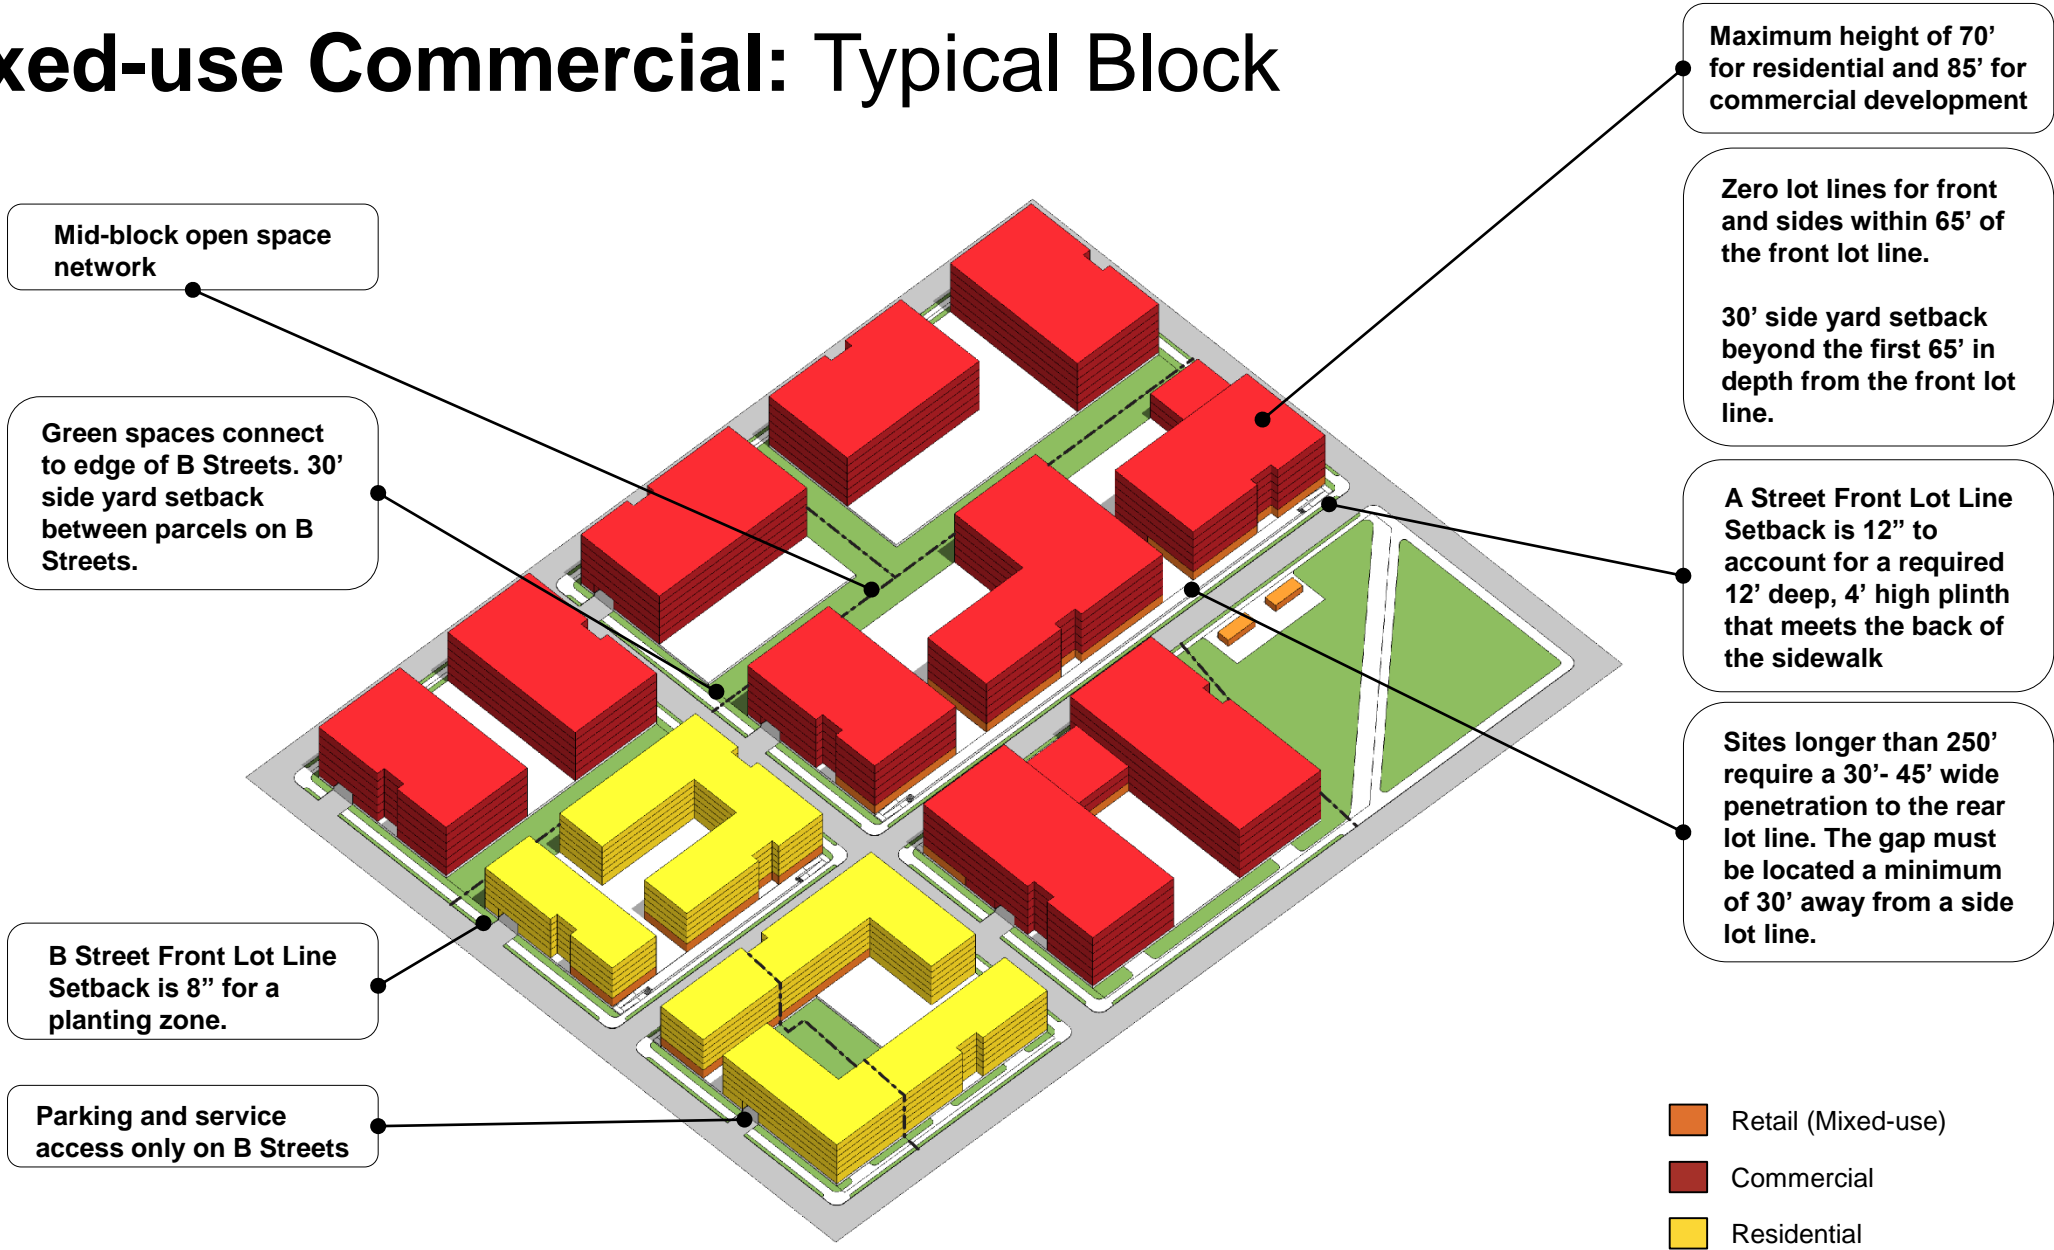 xed-use Commercial: Typical Block
Mid-block open space
network
Green spaces connect
to edge of B Streets. 30’
side yard setback
between parcels on B
Streets.
B Street Front Lot Line
Setback is 8” for a
planting zone.
Parking and service
access only on B Streets
Maximum height of 70’
for residential and 85’ for
commercial development
Zero lot lines for front
and sides within 65’ of
the front lot line.
30’ side yard setback
beyond the first 65’ in
depth from the front lot
line.
A Street Front Lot Line
Setback is 12” to
account for a required
12’ deep, 4’ high plinth
that meets the back of
the sidewalk
Sites longer than 250’
require a 30’- 45’ wide
penetration to the rear
lot line. The gap must
be located a minimum
of 30’ away from a side
lot line.
Retail (Mixed-use)
Commercial
Residential